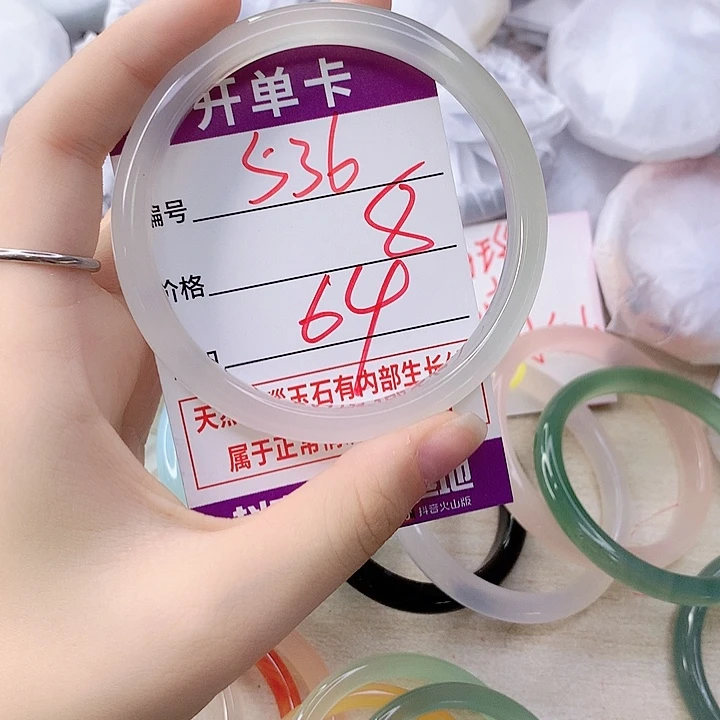 开单卡
编号 536
价格 8
64
天然 玉石有内部生长
属于正常
抖音火山版